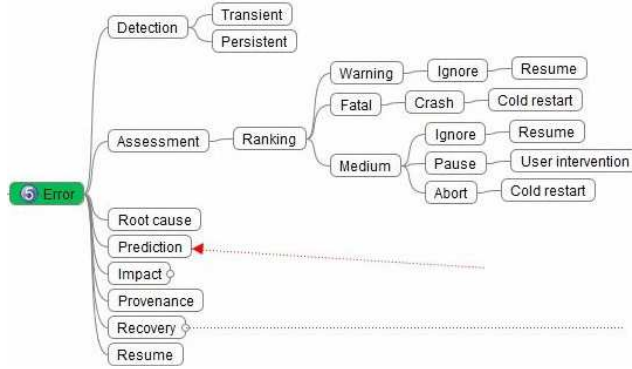 Detection
Transient
Persistent
Assessment
Ranking
Warning
Ignore
Resume
Fatal
Crash
Cold restart
Medium
Ignore
Resume
Pause
User intervention
Abort
Cold restart
5 Error
Root cause
Prediction
Impact
Provenance
Recovery
Resume